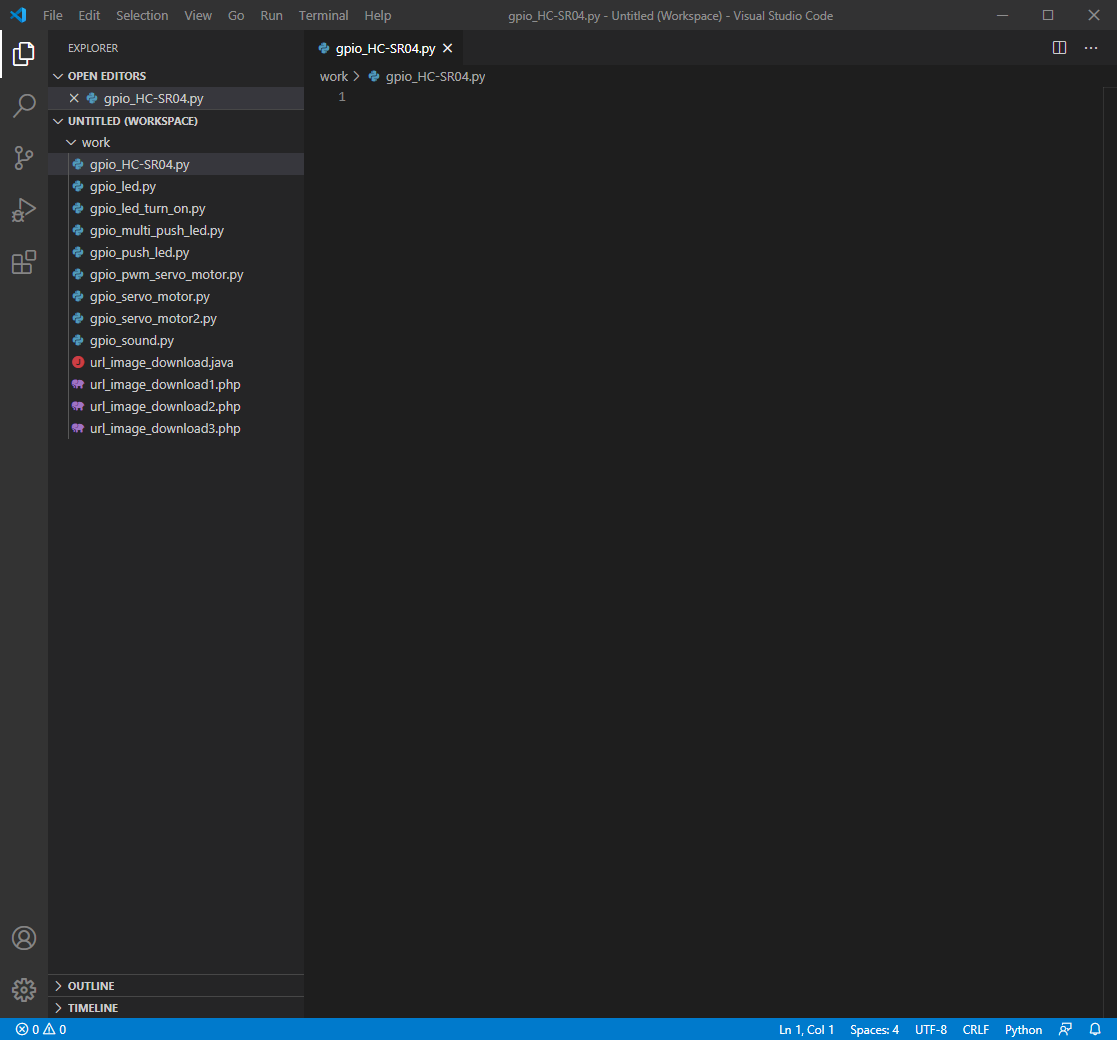 File Edit Selection View Go Run Terminal Help gpio_HC-SR04.py - Untitled (Workspace) - Visual Studio Code
EXPLORER
OPEN EDITORS
gpio_HC-SR04.py
UNTITLED (WORKSPACE)
work
gpio_HC-SR04.py
gpio_led.py
gpio_led_turn_on.py
gpio_multi_push_led.py
gpio_push_led.py
gpio_pwm_servo_motor.py
gpio_servo_motor.py
gpio_servo_motor2.py
gpio_sound.py
url_image_download.java
url_image_download1.php
url_image_download2.php
url_image_download3.php
OUTLINE
TIMELINE
gpio_HC-SR04.py
work > gpio_HC-SR04.py
1
0 0 Ln 1, Col 1 Spaces: 4 UTF-8 CRLF Python